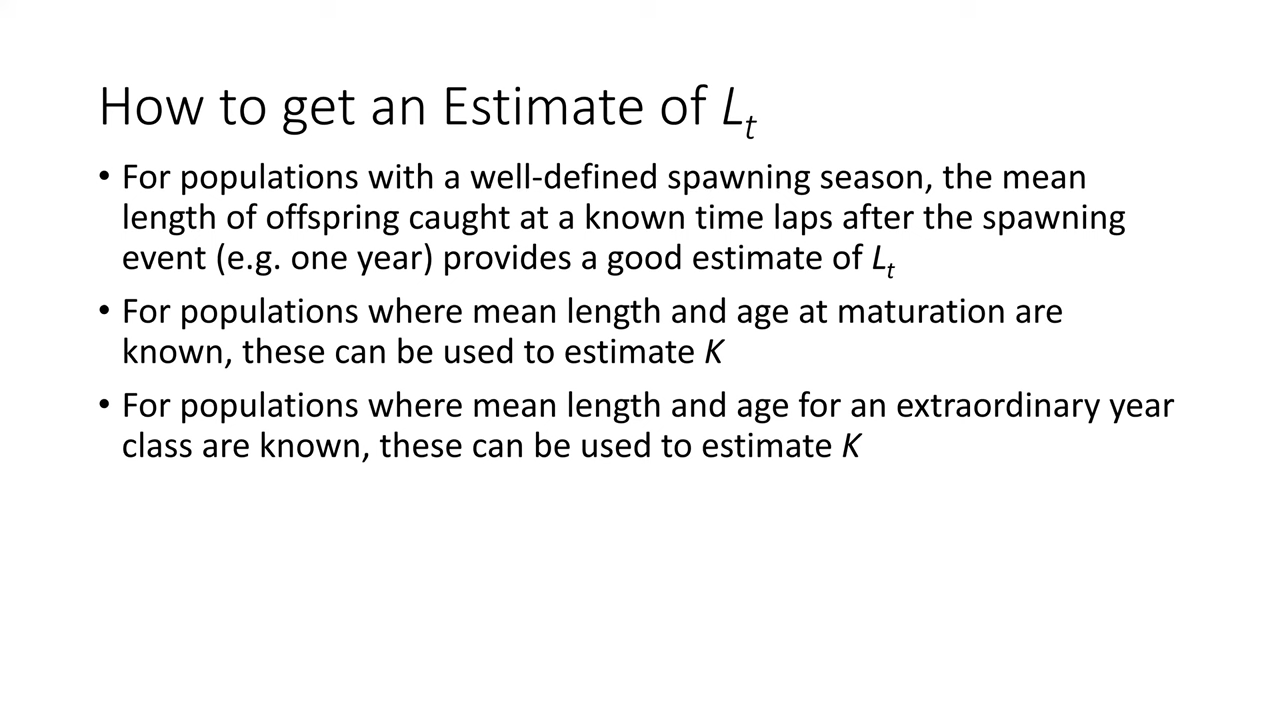 How to get an Estimate of Lt
• For populations with a well-defined spawning season, the mean
length of offspring caught at a known time laps after the spawning
event (e.g. one year) provides a good estimate of Lt
• For populations where mean length and age at maturation are
known, these can be used to estimate K
• For populations where mean length and age for an extraordinary year
class are known, these can be used to estimate K